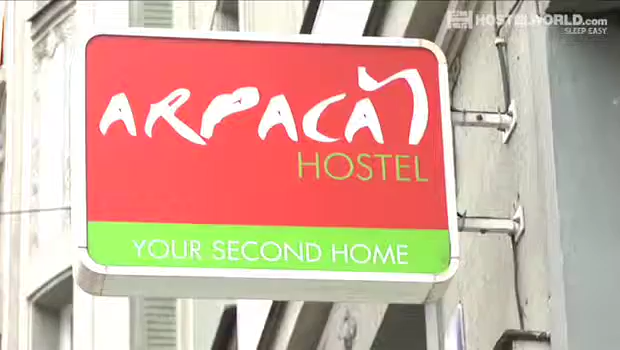 HOSTELWORLD.com
SLEEP EASY.
ARPACAY
HOSTEL
YOUR SECOND HOME